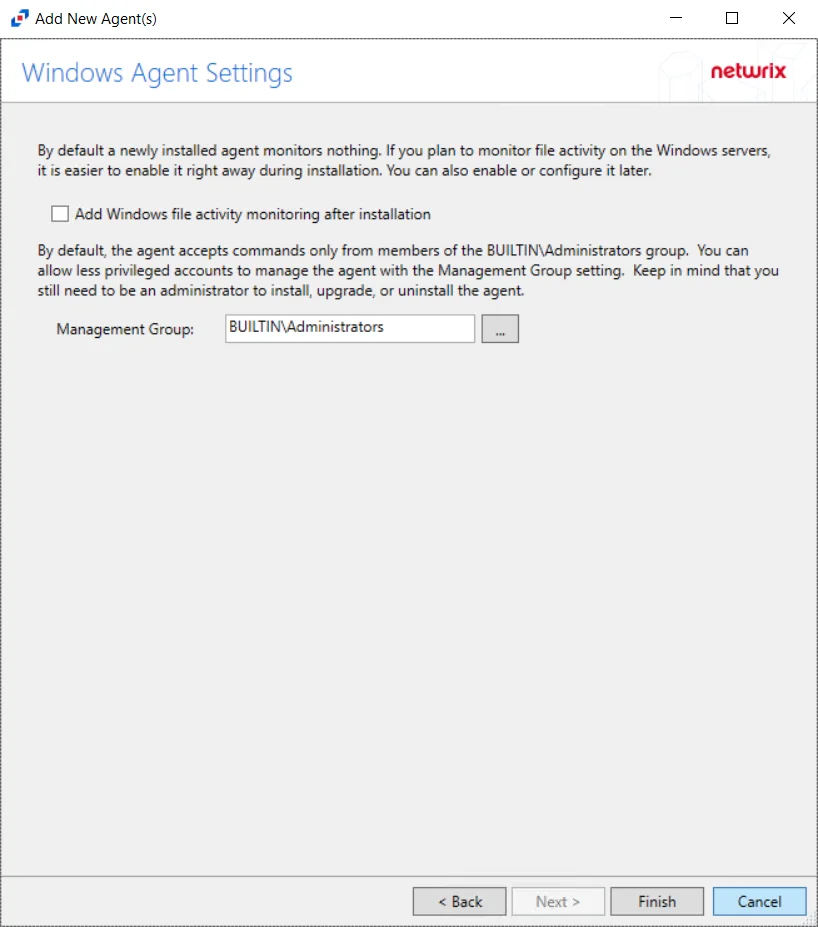 Add New Agent(s)
Windows Agent Settings
netwrix
By default a newly installed agent monitors nothing. If you plan to monitor file activity on the Windows servers,
it is easier to enable it right away during installation. You can also enable or configure it later.
Add Windows file activity monitoring after installation
By default, the agent accepts commands only from members of the BUILTIN\Administrators group.  You can
allow less privileged accounts to manage the agent with the Management Group setting.  Keep in mind that you
still need to be an administrator to install, upgrade, or uninstall the agent.
Management Group: BUILTIN\Administrators ...
< Back Next > Finish Cancel